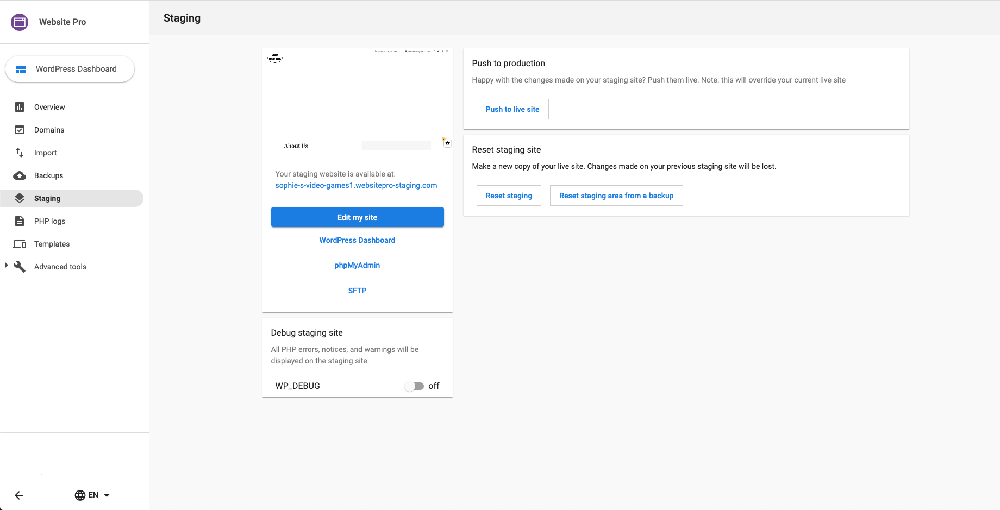 Website Pro
WordPress Dashboard
Overview
Domains
Import
Backups
Staging
PHP logs
Templates
Advanced tools
EN
Staging
YOUR
LOGO HERE
About Us
Your staging website is available at:
sophie-s-video-games1.websitepro-staging.com
Edit my site
WordPress Dashboard
phpMyAdmin
SFTP
Debug staging site
All PHP errors, notices, and warnings will be
displayed on the staging site.
WP_DEBUG
off
Push to production
Happy with the changes made on your staging site? Push them live. Note: this will override your current live site
Push to live site
Reset staging site
Make a new copy of your live site. Changes made on your previous staging site will be lost.
Reset staging
Reset staging area from a backup